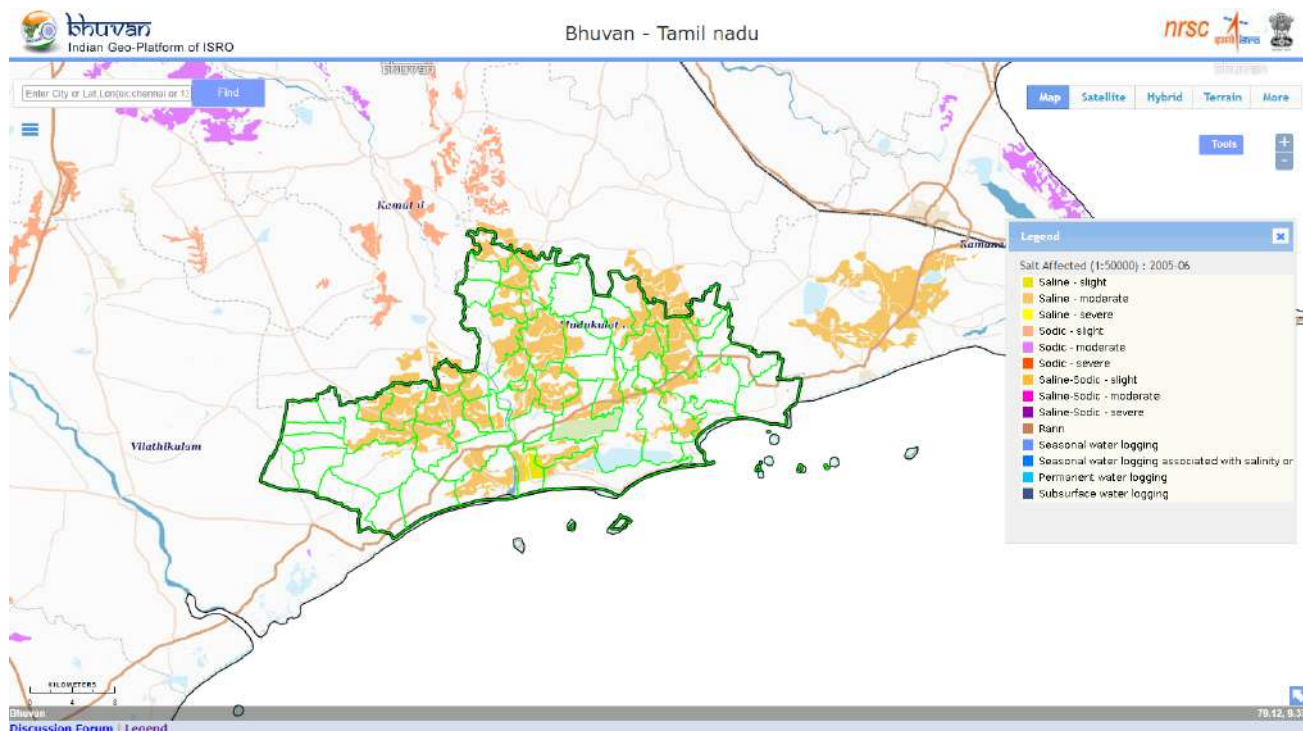 bhuvan
Indian Geo-Platform of ISRO
Bhuvan - Tamil nadu
nrsc
bhuvan
bhuvan
Find
Map Satellite Hybrid Terrain More
Tools
+
-
Kamuna
Legend
Salt Affected (1:50000) : 2005-06
Saline - slight
Saline - moderate
Saline - severe
Sodic - slight
Sodic - moderate
Sodic - severe
Saline-Sodic - slight
Saline-Sodic - moderate
Saline-Sodic - severe
Rann
Seasonal water logging
Seasonal water logging associated with salinity or
Permanent water logging
Subsurface water logging
Vilathikulam
KILOMETERS
0 4 8
Bhuvan
Discussion Forum | Legend